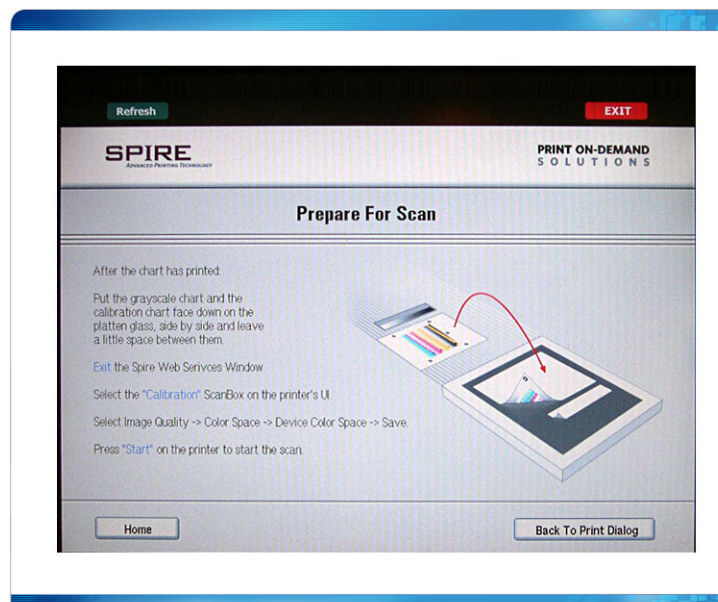 Refresh
EXIT
SPIRE
ADVANCED PRINTING TECHNOLOGY
PRINT ON-DEMAND
SOLUTIONS
Prepare For Scan
After the chart has printed.
Put the grayscale chart and the
calibration chart face down on the
platten glass, side by side and leave
a little space between them.
Exit the Spire Web Serivces Window
Select the "Calibration" ScanBox on the printer's UI.
Select Image Quality -> Color Space -> Device Color Space -> Save.
Press "Start" on the printer to start the scan.
Home
Back To Print Dialog